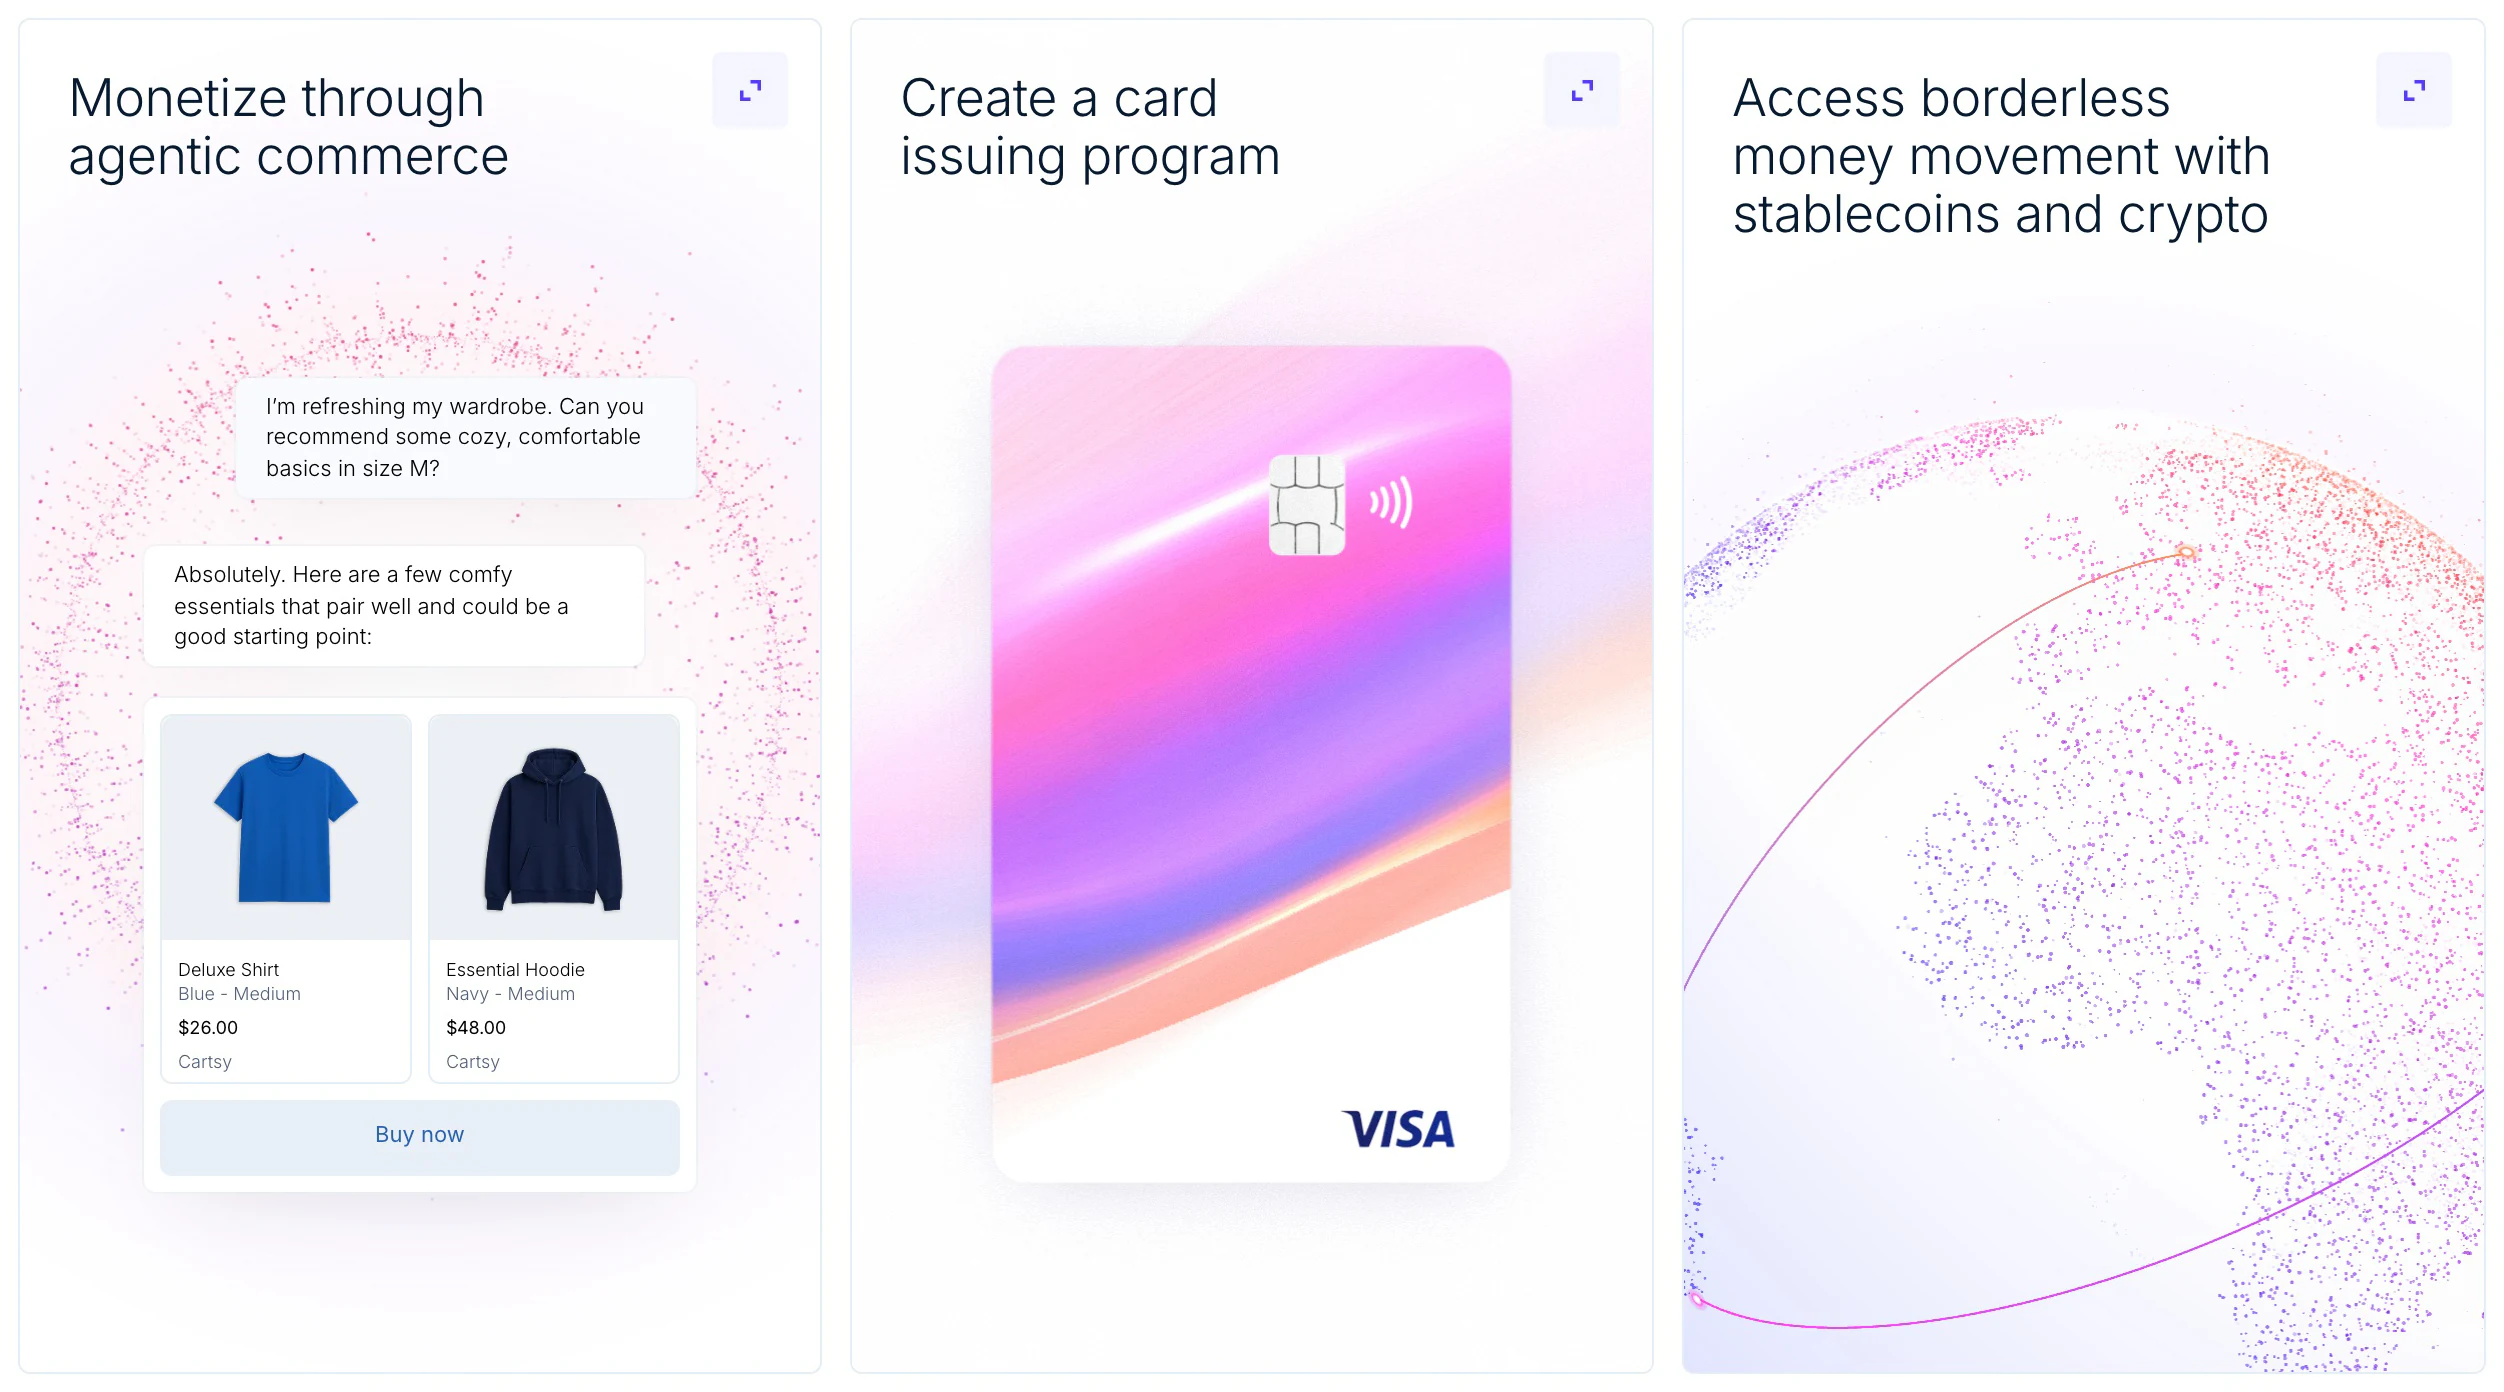 Monetize through
agentic commerce
I’m refreshing my wardrobe. Can you
recommend some cozy, comfortable
basics in size M?
Absolutely. Here are a few comfy
essentials that pair well and could be a
good starting point:
Deluxe Shirt
Blue - Medium
$26.00
Cartsy
Essential Hoodie
Navy - Medium
$48.00
Cartsy
Buy now
Create a card
issuing program
VISA
Access borderless
money movement with
stablecoins and crypto